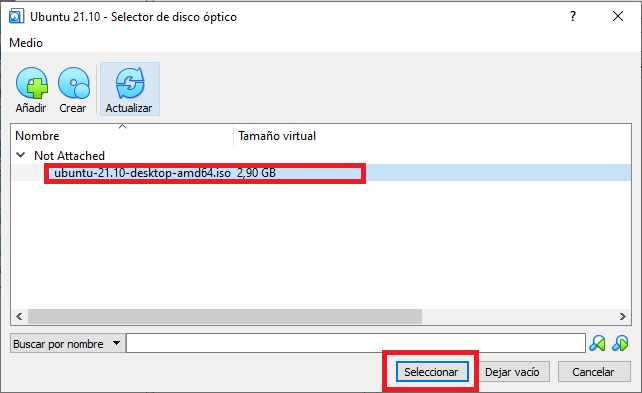 Ubuntu 21.10 - Selector de disco óptico
Medio
Añadir Crear Actualizar
Nombre Tamaño virtual
Not Attached
ubuntu-21.10-desktop-amd64.iso 2,90 GB
Buscar por nombre
Seleccionar Dejar vacío Cancelar